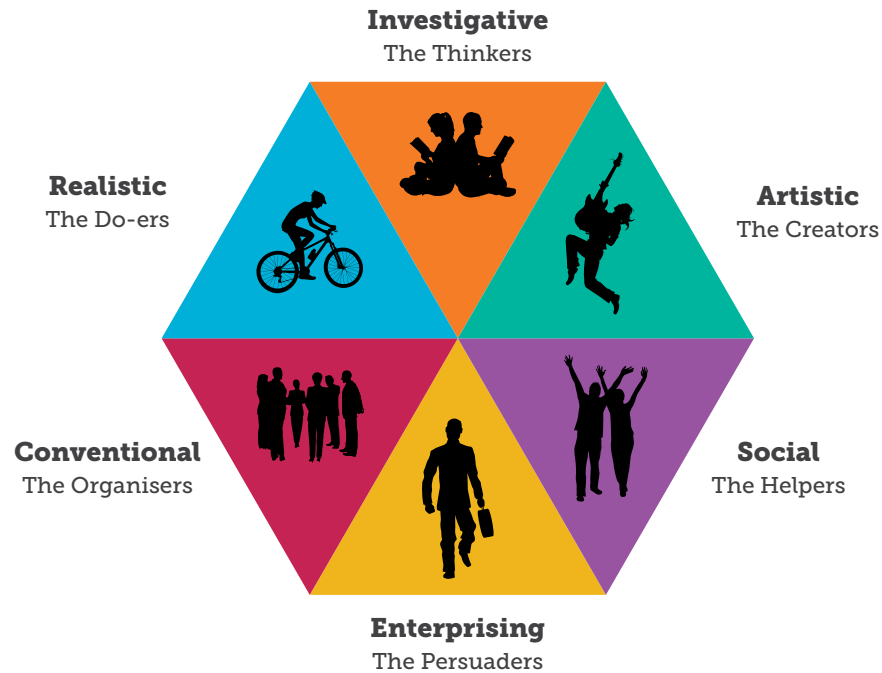 Investigative
The Thinkers
Realistic
The Do-ers
Artistic
The Creators
Conventional
The Organisers
Social
The Helpers
Enterprising
The Persuaders